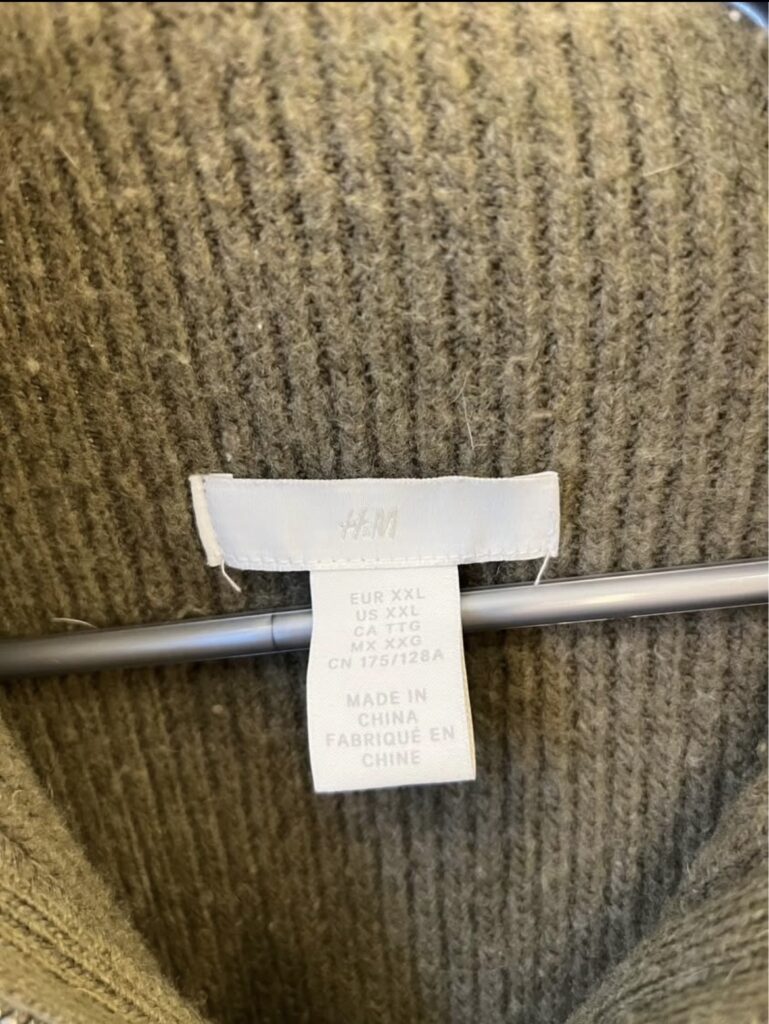 H&M
EUR XXL
US XXL
CA TTG
MX XXG
CN 175/128A
MADE IN
CHINA
FABRIQUÉ EN
CHINE